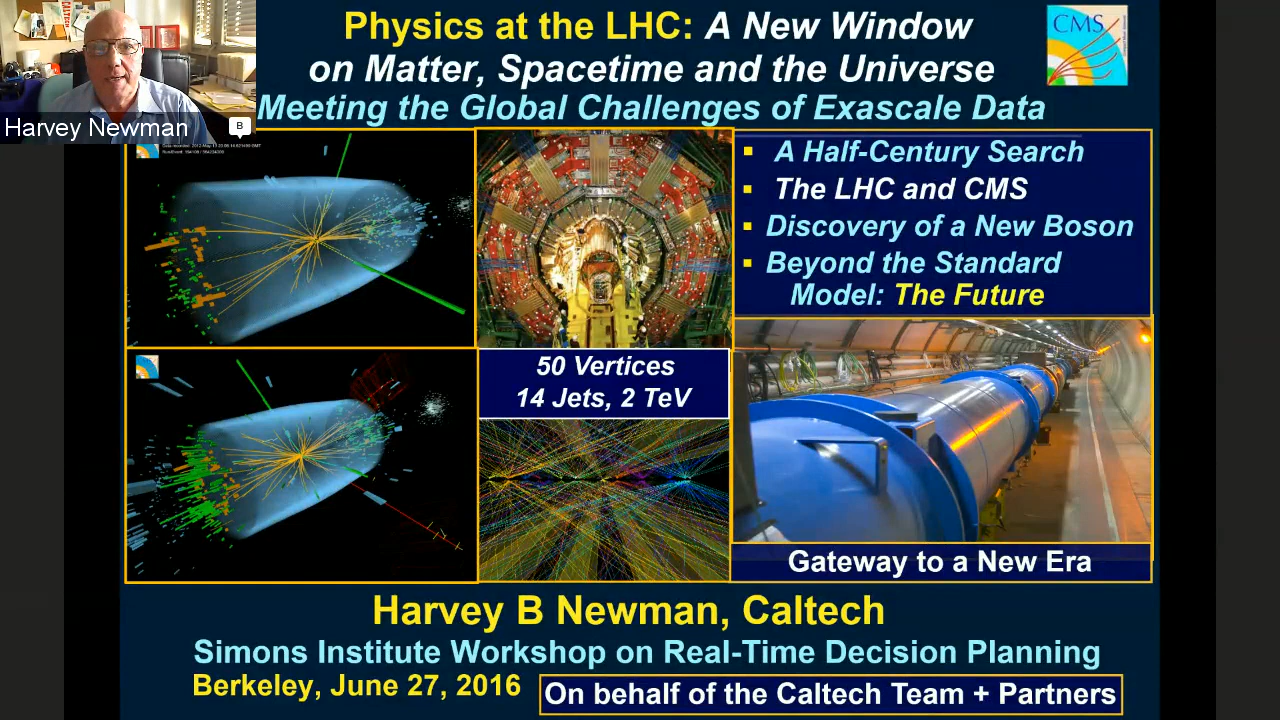 Physics at the LHC: A New Window
on Matter, Spacetime and the Universe
Meeting the Global Challenges of Exascale Data
CMS
Harvey Newman
B
A Half-Century Search
The LHC and CMS
Discovery of a New Boson
Beyond the Standard
Model: The Future
50 Vertices
14 Jets, 2 TeV
Gateway to a New Era
Harvey B Newman, Caltech
Simons Institute Workshop on Real-Time Decision Planning
Berkeley, June 27, 2016
On behalf of the Caltech Team + Partners